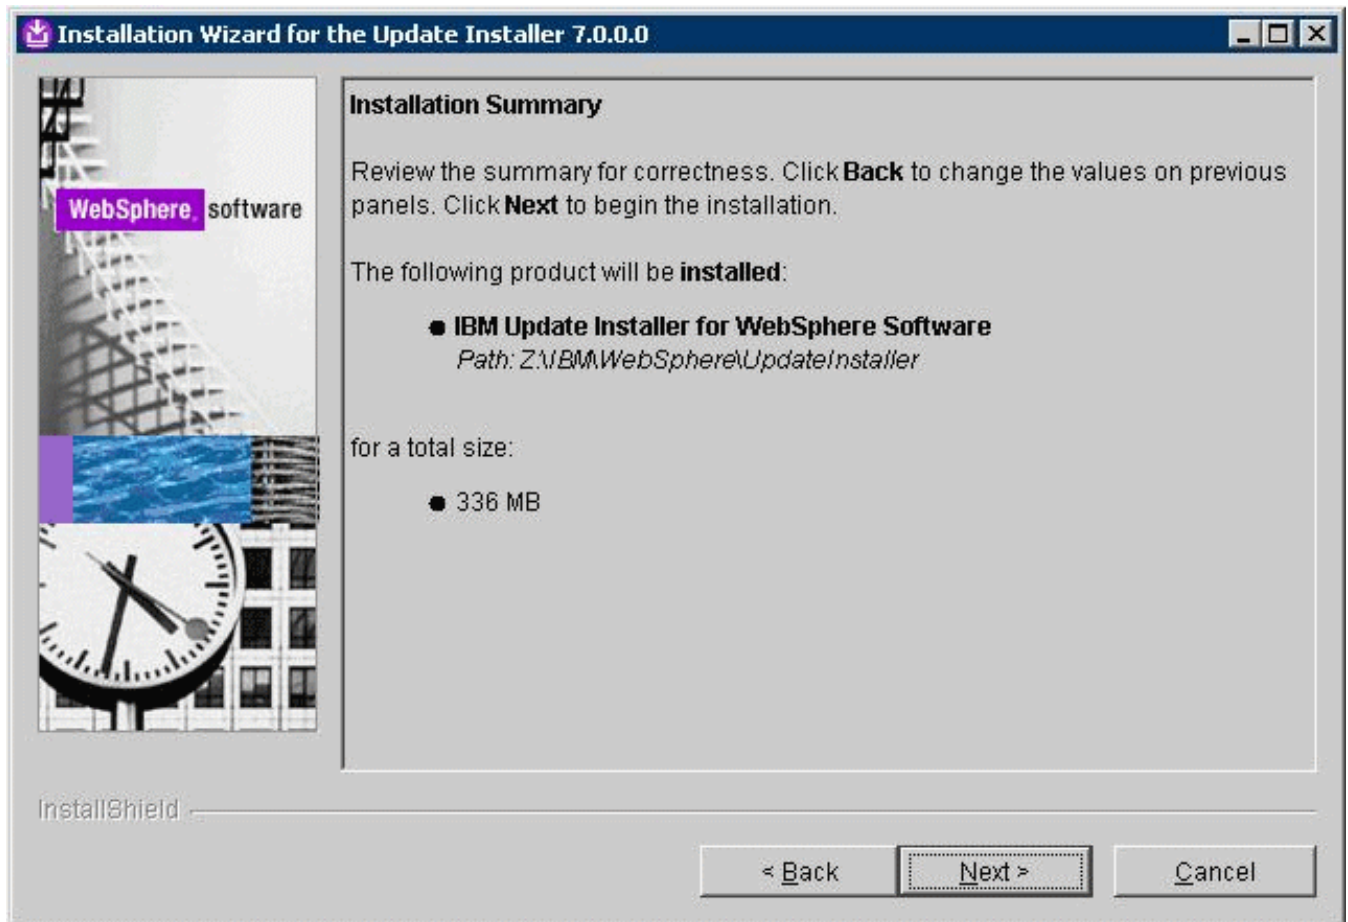 Installation Wizard for the Update Installer 7.0.0.0
WebSphere. software
Installation Summary
Review the summary for correctness. Click Back to change the values on previous
panels. Click Next to begin the installation.
The following product will be installed:
● IBM Update Installer for WebSphere Software
Path: Z:\IBM\WebSphere\UpdateInstaller
for a total size:
● 336 MB
InstallShield
< Back
Next >
Cancel